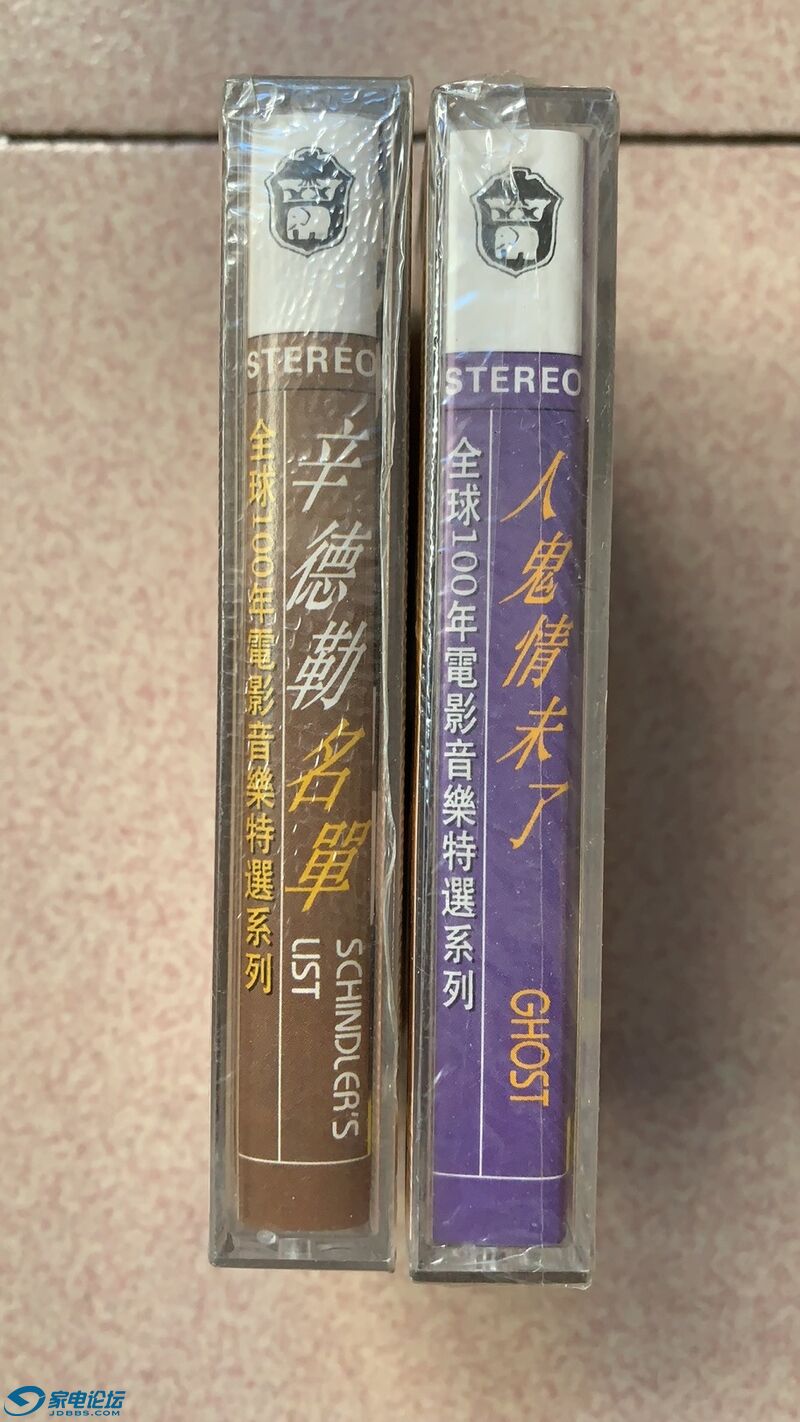 STEREO
全球100年電影音樂特選系列
辛德勒名單
SCHINDLER'S
LIST
STEREO
全球100年電影音樂特選系列
人鬼情未了
GHOST
家电论坛
JDBBS.COM